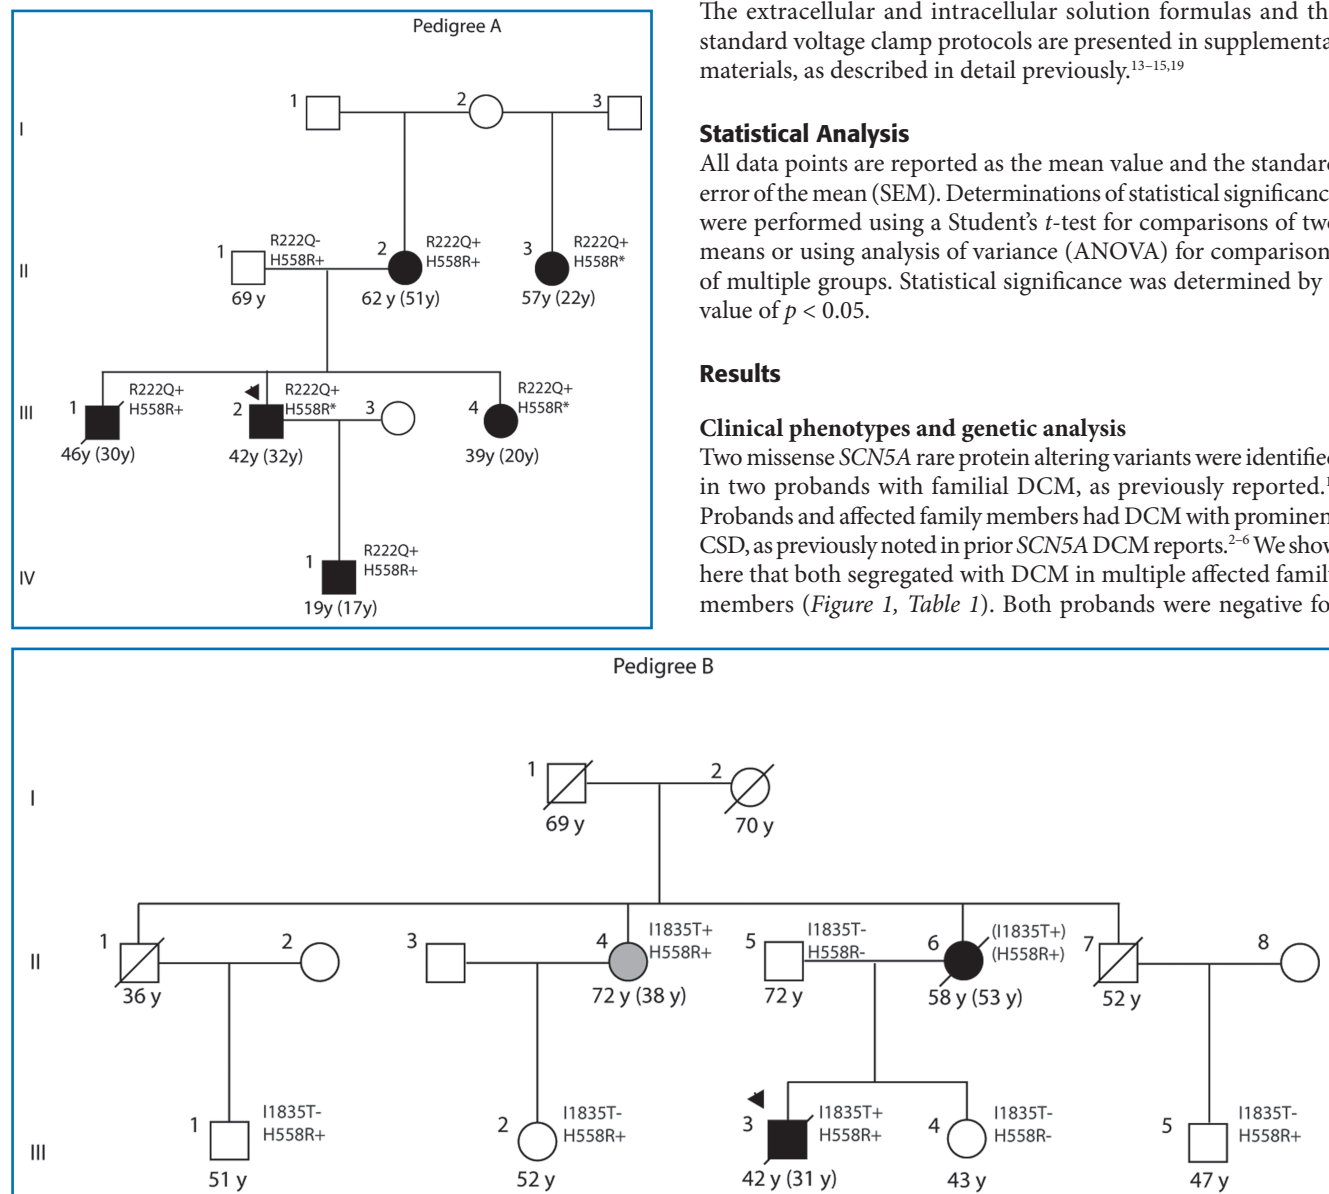 Pedigree A
1
2
3
I
1
R222Q-
H558R+
2
R222Q+
H558R+
3
R222Q+
H558R*
II
69 y
62 y (51y)
57y (22y)
R222Q+
H558R+
R222Q+
H558R*
R222Q+
H558R*
1
2
3
4
III
46y (30y)
42y (32y)
39y (20y)
1
R222Q+
H558R+
IV
19y (17y)
The extracellular and intracellular solution formulas and th
standard voltage clamp protocols are presented in supplementa
materials, as described in detail previously.13–15,19
Statistical Analysis
All data points are reported as the mean value and the standard
error of the mean (SEM). Determinations of statistical significanc
were performed using a Student's t-test for comparisons of two
means or using analysis of variance (ANOVA) for comparison
of multiple groups. Statistical significance was determined by
value of p < 0.05.
Results
Clinical phenotypes and genetic analysis
Two missense SCN5A rare protein altering variants were identified
in two probands with familial DCM, as previously reported.1
Probands and affected family members had DCM with prominen
CSD, as previously noted in prior SCN5A DCM reports.2–6 We show
here that both segregated with DCM in multiple affected family
members (Figure 1, Table 1). Both probands were negative fo
Pedigree B
1
2
I
69 y
70 y
1
2
3
4
I1835T+
H558R+
5
I1835T-
H558R-
6
(I1835T+)
(H558R+)
7
8
II
36 y
72 y (38 y)
72 y
58 y (53 y)
52 y
1
I1835T-
H558R+
2
I1835T-
H558R+
3
I1835T+
H558R+
4
I1835T-
H558R-
5
I1835T-
H558R+
III
51 y
52 y
42 y (31 y)
43 y
47 y